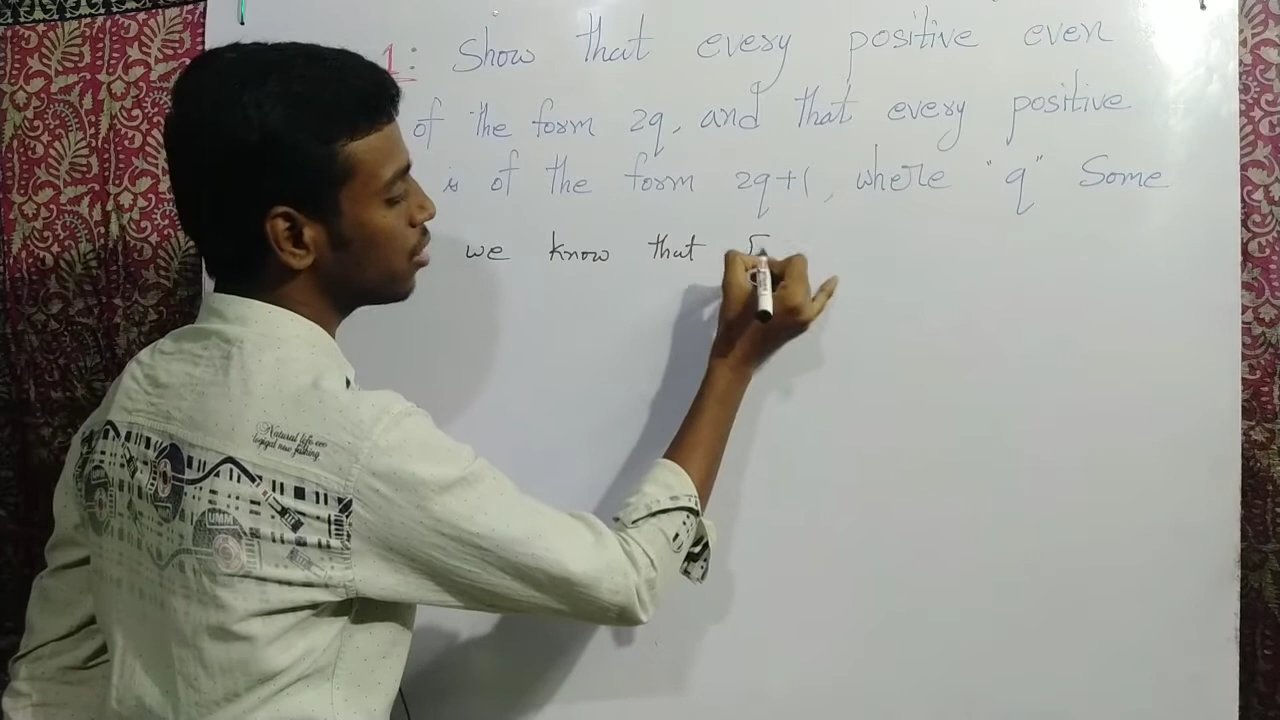 1: Show that every positive even
of the form 2q, and that every positive
is of the form 2q+1, where "q" Some
we know that
Natural life
UMM